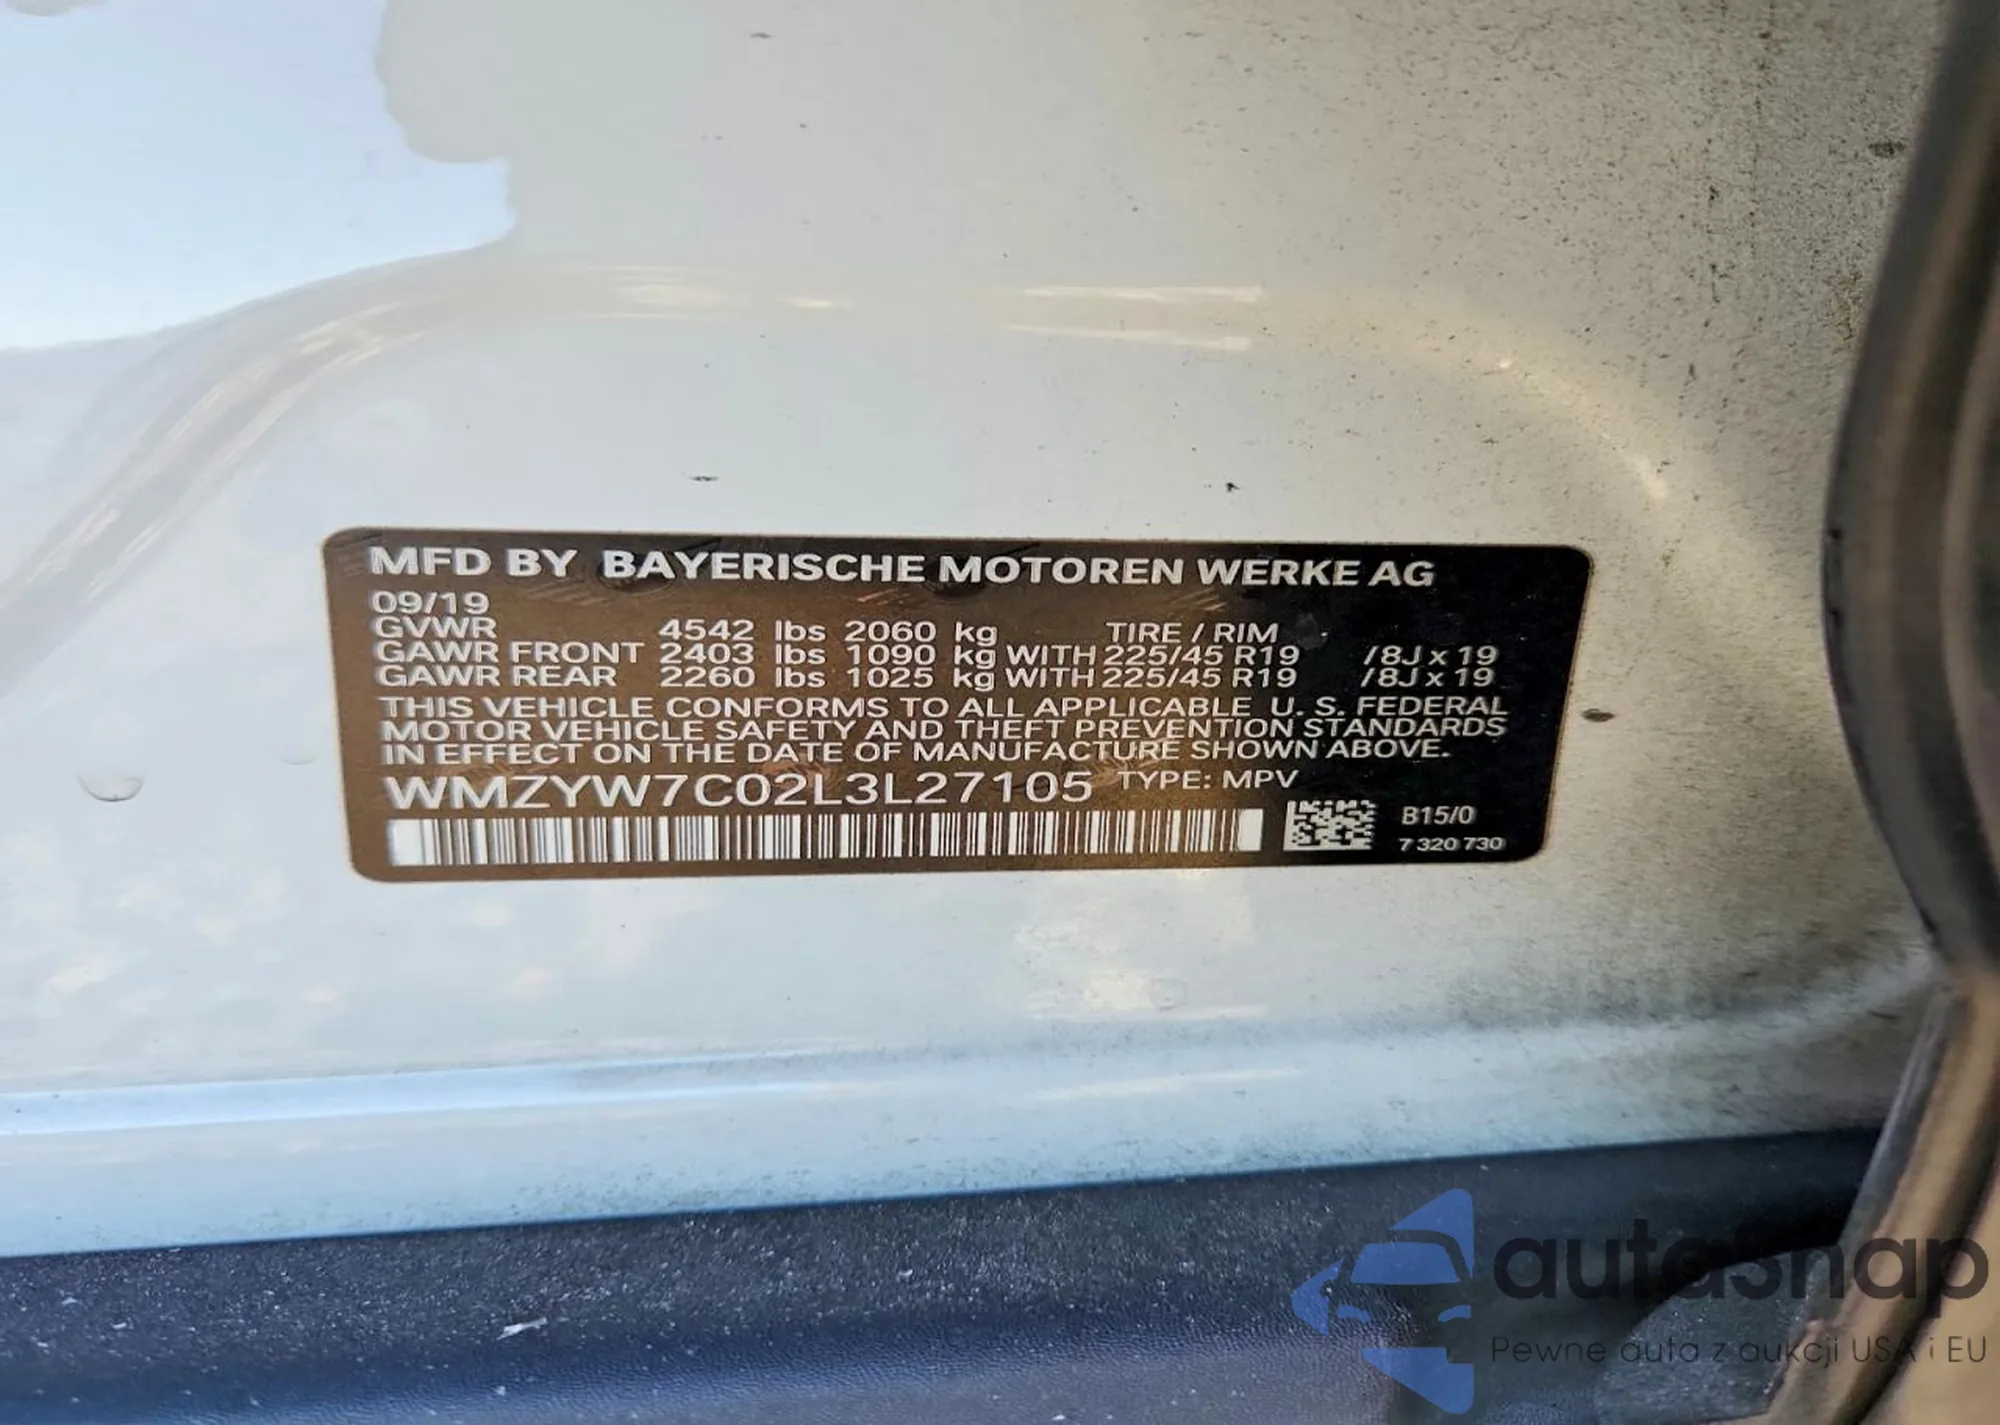 MFD BY BAYERISCHE MOTOREN WERKE AG
09/19
GVWR 4542 lbs 2060 kg TIRE / RIM
GAWR FRONT 2403 lbs 1090 kg WITH 225/45 R19 /8J x 19
GAWR REAR 2260 lbs 1025 kg WITH 225/45 R19 /8J x 19
THIS VEHICLE CONFORMS TO ALL APPLICABLE U. S. FEDERAL
MOTOR VEHICLE SAFETY AND THEFT PREVENTION STANDARDS
IN EFFECT ON THE DATE OF MANUFACTURE SHOWN ABOVE.
WMZYW7C02L3L27105 TYPE: MPV
B15/0
7 320 730
autasnap
Pewne auta z aukcji USA i EU